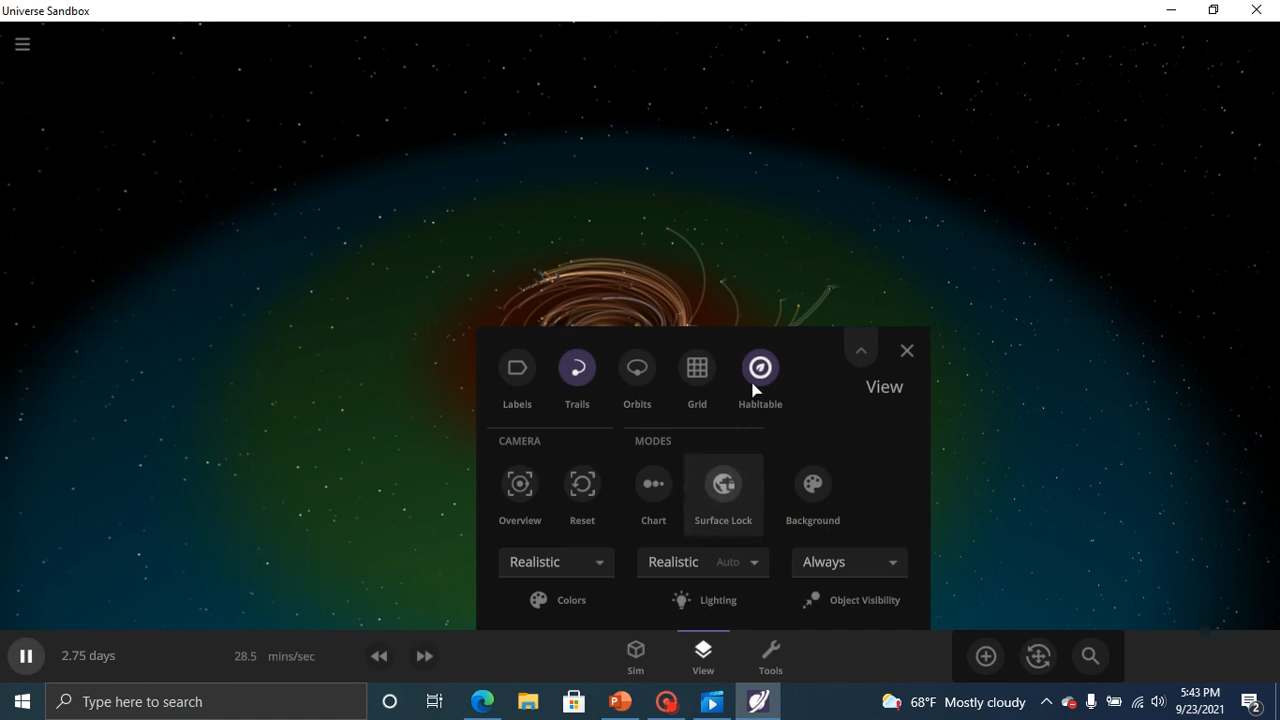 Universe Sandbox
Labels Trails Orbits Grid Habitable
View
CAMERA MODES
Overview Reset Chart Surface Lock Background
Realistic Realistic Auto Always
Colors Lighting Object Visibility
2.75 days 28.5 mins/sec
Sim View Tools
Type here to search
68°F Mostly cloudy
5:43 PM
9/23/2021
2